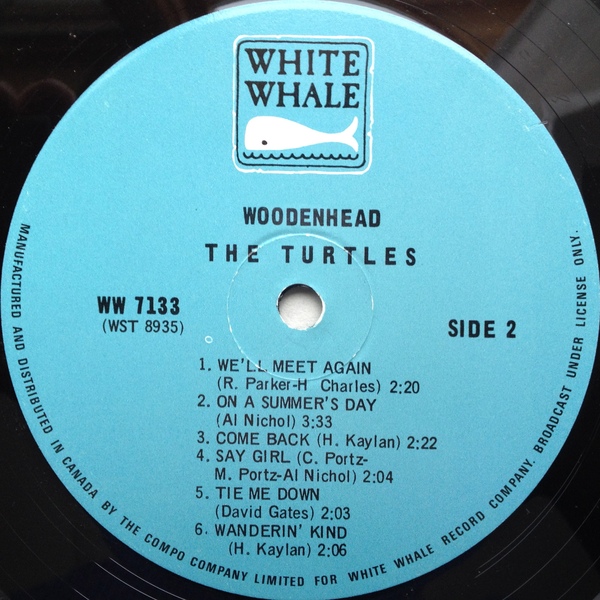 WHITE
WHALE
WOODENHEAD
THE TURTLES
WW 7133
(WST 8935)
SIDE 2
1. WE'LL MEET AGAIN
(R. Parker-H Charles) 2:20
2. ON A SUMMER'S DAY
(Al Nichol) 3:33
3. COME BACK (H. Kaylan) 2:22
4. SAY GIRL (C. Portz-
M. Portz-Al Nichol) 2:04
5. TIE ME DOWN
(David Gates) 2:03
6. WANDERIN' KIND
(H. Kaylan) 2:06
MANUFACTURED AND DISTRIBUTED IN CANADA BY THE COMPO COMPANY LIMITED FOR WHITE WHALE RECORD COMPANY. BROADCAST UNDER LICENSE ONLY.